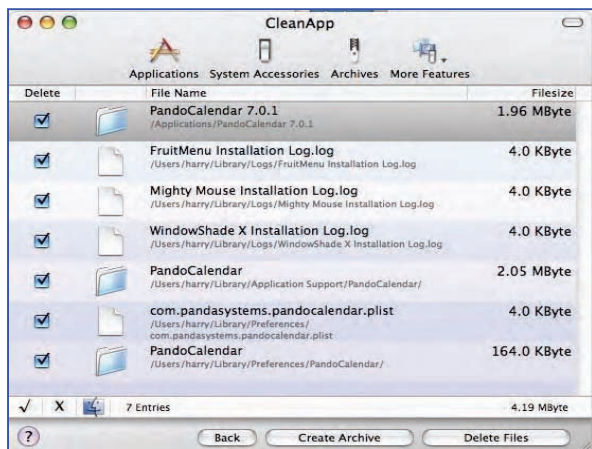 CleanApp
Applications System Accessories Archives More Features
Delete File Name Filesize
PandoCalendar 7.0.1 1.96 MByte
/Applications/PandoCalendar 7.0.1
FruitMenu Installation Log.log 4.0 KByte
/Users/harry/Library/Logs/FruitMenu Installation Log.log
Mighty Mouse Installation Log.log 4.0 KByte
/Users/harry/Library/Logs/Mighty Mouse Installation Log.log
WindowShade X Installation Log.log 4.0 KByte
/Users/harry/Library/Logs/WindowShade X Installation Log.log
PandoCalendar 2.05 MByte
/Users/harry/Library/Application Support/PandoCalendar/
com.pandasystems.pandocalendar.plist 4.0 KByte
/Users/harry/Library/Preferences/
com.pandasystems.pandocalendar.plist
PandoCalendar 164.0 KByte
/Users/harry/Library/Preferences/PandoCalendar/
√ X 7 Entries 4.19 MByte
? Back Create Archive Delete Files